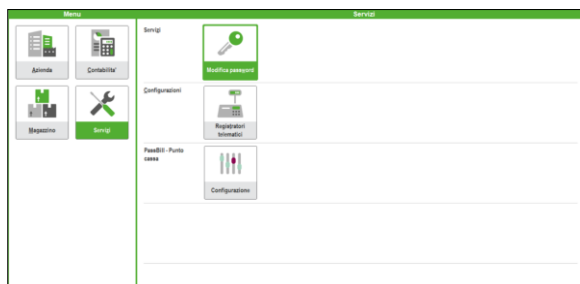 Menu
Servizi
Azienda
Contabilita'
Magazzino
Servizi
Servizi
Modifica password
Configurazioni
Registratori
telematici
PassBill - Punto
cassa
Configurazione